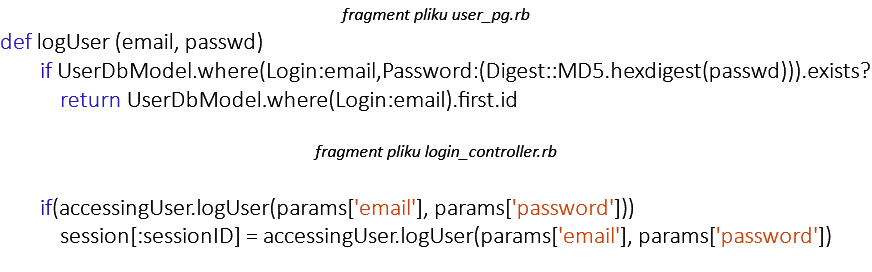 fragment pliku user_pg.rb
def logUser (email, passwd)
if UserDbModel.where(Login:email,Password:(Digest::MD5.hexdigest(passwd))).exists?
return UserDbModel.where(Login:email).first.id
fragment pliku login_controller.rb
if(accessingUser.logUser(params['email'], params['password']))
session[:sessionID] = accessingUser.logUser(params['email'], params['password'])